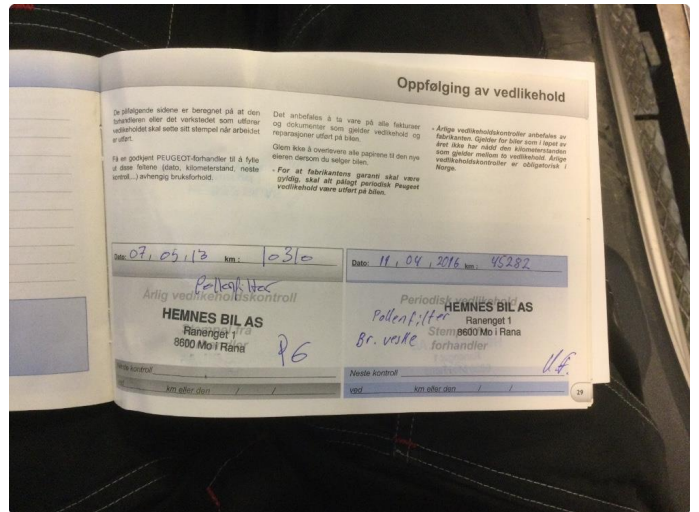 Oppfølging av vedlikehold
De påfølgende sidene er beregnet på at den
forhandleren eller det verkstedet som utfører
vedlikeholdet skal sette sitt stempel når arbeidet
er utført.
Få en godkjent PEUGEOT-forhandler til å fylle
ut disse feltene (dato, kilometerstand, neste
kontroll,...) avhengig bruksforhold.
Det anbefales å ta vare på alle fakturaer
og dokumenter som gjelder vedlikehold og
reparasjoner utført på bilen.
Glem ikke å overlevere alle papirene til den nye
eieren dersom du selger bilen.
- For at fabrikantens garanti skal være
gyldig, skal alt pålagt periodisk Peugeot
vedlikehold være utført på bilen.
- Årlige vedlikeholdskontroller anbefales av
fabrikanten. Gjelder for biler som i løpet av
året ikke har nådd den kilometerstanden
som gjelder mellom to vedlikehold. Årlige
vedlikeholdskontroller er obligatorisk i
Norge.
Dato: 07, 05, 13 km: 10310
Pollenfilter
Årlig vedlikeholdskontroll
HEMNES BIL AS
Ranenget 1
8600 Mo i Rana
Neste kontroll
ved km eller den / /
Dato: 11, 04, 2016 km: 45282
Periodisk vedlikehold
Pollenfilter
HEMNES BIL AS
Ranenget 1
Br. veske
8600 Mo i Rana
forhandler
Neste kontroll
ved km eller den / /
29